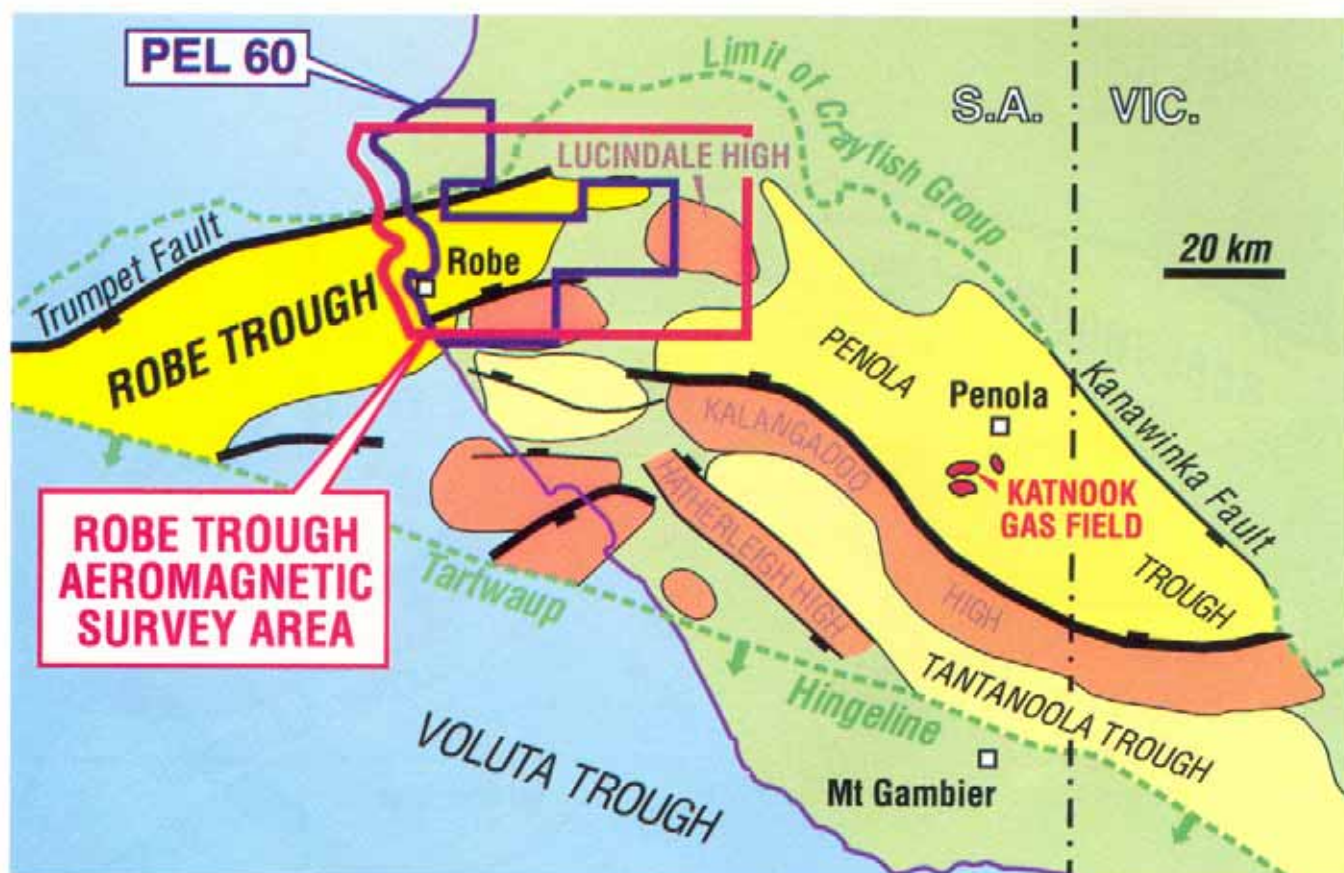 PEL 60
Limit of Crayfish Group
S.A.
VIC.
LUCINDALE HIGH
20 km
Trumpet Fault
Robe
ROBE TROUGH
PENOLA
Penola
Kanawinka Fault
KALANGADOO
KATNOOK
GAS FIELD
HATHERLEIGH HIGH
ROBE TROUGH
AEROMAGNETIC
SURVEY AREA
Tartwaup
HIGH
TROUGH
TANTANOOLA TROUGH
Hingeline
VOLUTA TROUGH
Mt Gambier